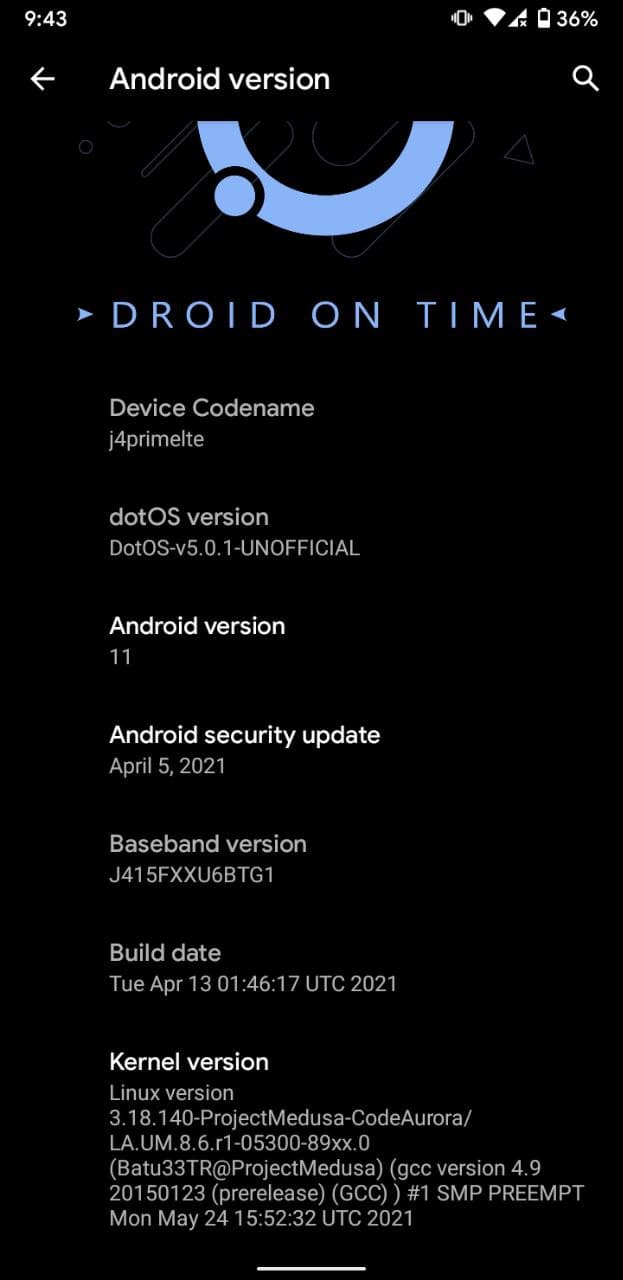 9:43
36%
Android version
DROID ON TIME
Device Codename
j4primelte
dotOS version
DotOS-v5.0.1-UNOFFICIAL
Android version
11
Android security update
April 5, 2021
Baseband version
J415FXXU6BTG1
Build date
Tue Apr 13 01:46:17 UTC 2021
Kernel version
Linux version
3.18.140-ProjectMedusa-CodeAurora/
LA.UM.8.6.r1-05300-89xx.0
(Batu33TR@ProjectMedusa) (gcc version 4.9
20150123 (prerelease) (GCC) ) #1 SMP PREEMPT
Mon May 24 15:52:32 UTC 2021